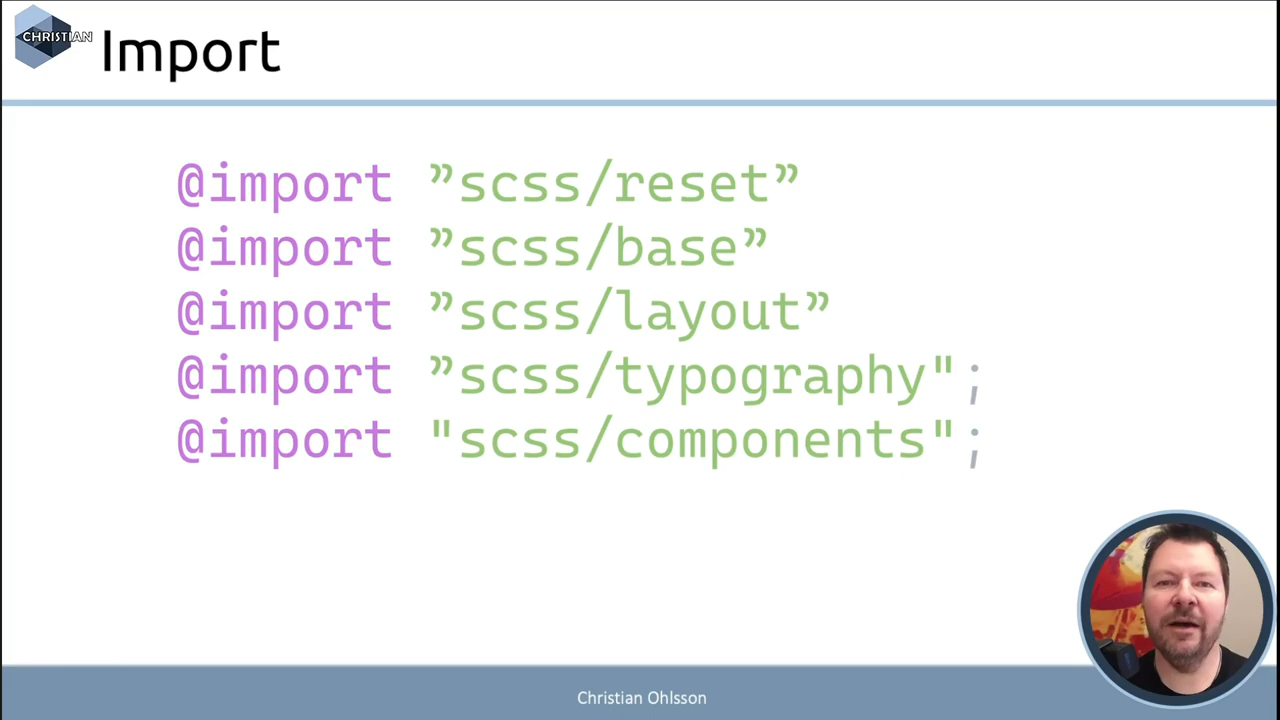 CHRISTIAN
Import
@import ”scss/reset”
@import ”scss/base”
@import ”scss/layout”
@import ”scss/typography";
@import "scss/components";
Christian Ohlsson